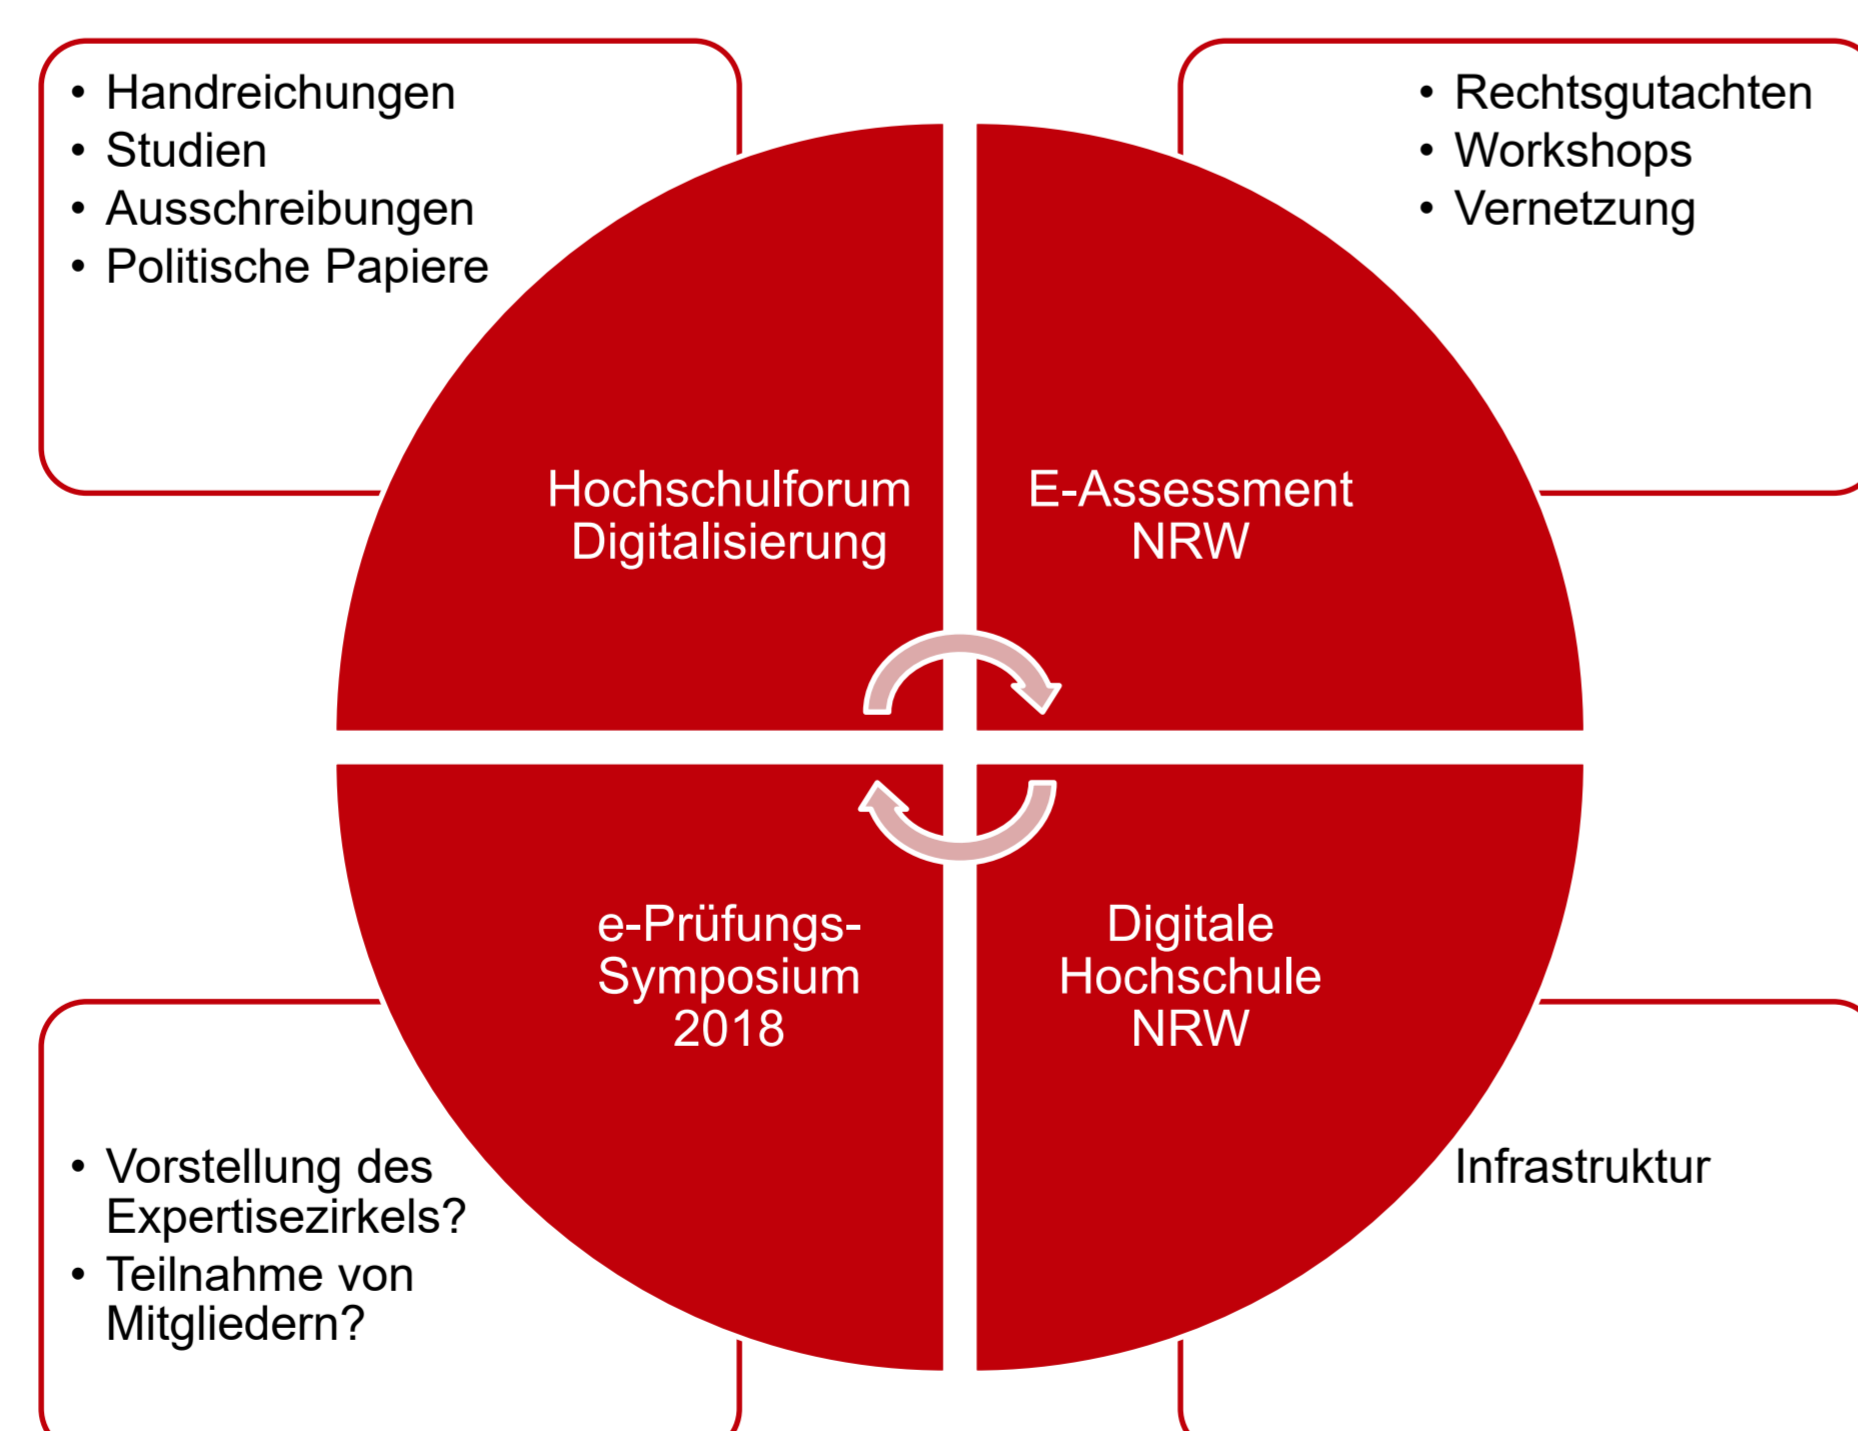 • Handreichungen
• Studien
• Ausschreibungen
• Politische Papiere
• Rechtsgutachten
• Workshops
• Vernetzung
Hochschulforum
Digitalisierung
E-Assessment
NRW
e-Prüfungs-
Symposium
2018
Digitale
Hochschule
NRW
• Vorstellung des
Expertisezirkels?
• Teilnahme von
Mitgliedern?
Infrastruktur